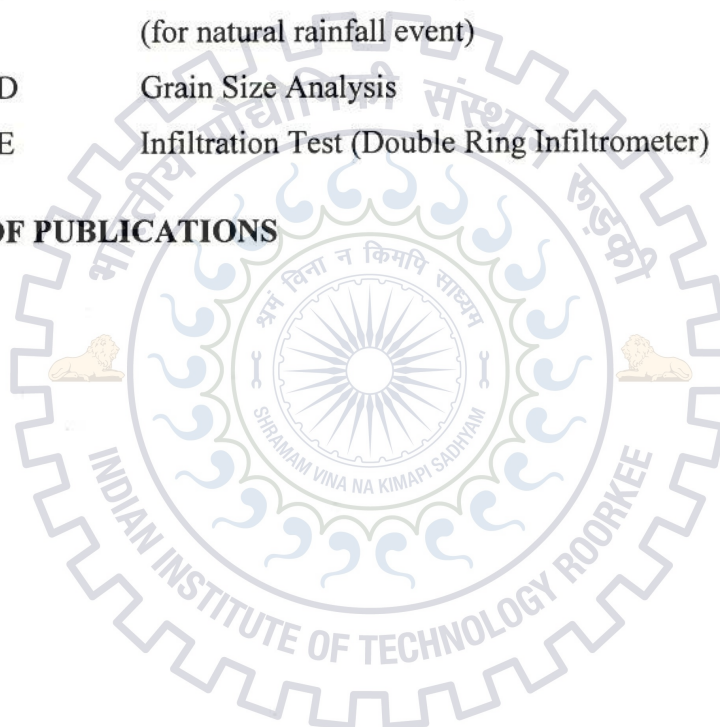 (for natural rainfall event)
D Grain Size Analysis
E Infiltration Test (Double Ring Infiltrometer)
OF PUBLICATIONS
भारतीय प्रौद्योगिकी संस्थान रुड़की
श्रमं विना न किमपि साध्यम
SHRAMAM VINA NA KIMAPI SADHYAM
INDIAN INSTITUTE OF TECHNOLOGY ROORKEE